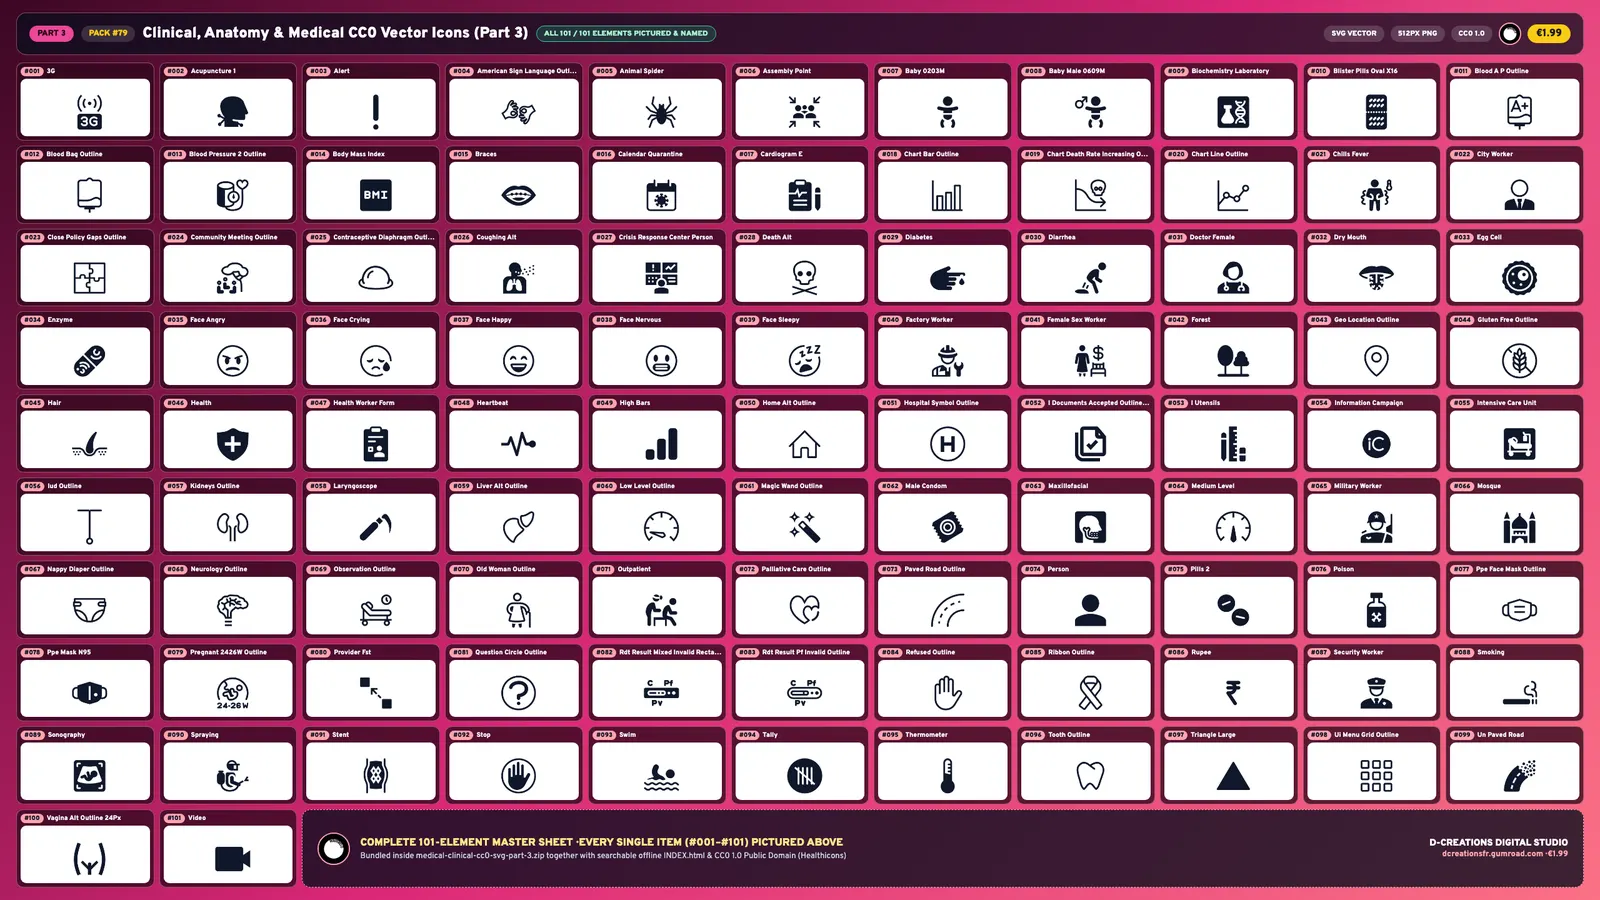 PART 3 PACK #79 Clinical, Anatomy & Medical CC0 Vector Icons (Part 3) ALL 101 / 101 ELEMENTS PICTURED & NAMED SVG VECTOR 512PX PNG CC0 1.0 €1.99
#001 3G #002 Acupuncture 1 #003 Alert #004 American Sign Language Outli... #005 Animal Spider #006 Assembly Point #007 Baby 0203M #008 Baby Male 0609M #009 Biochemistry Laboratory #010 Blister Pills Oval X16 #011 Blood A P Outline
3G A+
#012 Blood Bag Outline #013 Blood Pressure 2 Outline #014 Body Mass Index #015 Braces #016 Calendar Quarantine #017 Cardiogram E #018 Chart Bar Outline #019 Chart Death Rate Increasing O... #020 Chart Line Outline #021 Chills Fever #022 City Worker
BMI
#023 Close Policy Gaps Outline #024 Community Meeting Outline #025 Contraceptive Diaphragm Outl... #026 Coughing Alt #027 Crisis Response Center Person #028 Death Alt #029 Diabetes #030 Diarrhea #031 Doctor Female #032 Dry Mouth #033 Egg Cell
#034 Enzyme #035 Face Angry #036 Face Crying #037 Face Happy #038 Face Nervous #039 Face Sleepy #040 Factory Worker #041 Female Sex Worker #042 Forest #043 Geo Location Outline #044 Gluten Free Outline
zzZ $
#045 Hair #046 Health #047 Health Worker Form #048 Heartbeat #049 High Bars #050 Home Alt Outline #051 Hospital Symbol Outline #052 I Documents Accepted Outline... #053 I Utensils #054 Information Campaign #055 Intensive Care Unit
H iC
#056 Iud Outline #057 Kidneys Outline #058 Laryngoscope #059 Liver Alt Outline #060 Low Level Outline #061 Magic Wand Outline #062 Male Condom #063 Maxillofacial #064 Medium Level #065 Military Worker #066 Mosque
#067 Nappy Diaper Outline #068 Neurology Outline #069 Observation Outline #070 Old Woman Outline #071 Outpatient #072 Palliative Care Outline #073 Paved Road Outline #074 Person #075 Pills 2 #076 Poison #077 Ppe Face Mask Outline
#078 Ppe Mask N95 #079 Pregnant 2426W Outline #080 Provider Fst #081 Question Circle Outline #082 Rdt Result Mixed Invalid Recta... #083 Rdt Result Pf Invalid Outline #084 Refused Outline #085 Ribbon Outline #086 Rupee #087 Security Worker #088 Smoking
24-26W ? C Pf Pv C Pf Pv ₹
#089 Sonography #090 Spraying #091 Stent #092 Stop #093 Swim #094 Tally #095 Thermometer #096 Tooth Outline #097 Triangle Large #098 Ui Menu Grid Outline #099 Un Paved Road
#100 Vagina Alt Outline 24Px #101 Video
COMPLETE 101-ELEMENT MASTER SHEET · EVERY SINGLE ITEM (#001–#101) PICTURED ABOVE
Bundled inside medical-clinical-cc0-svg-part-3.zip together with searchable offline INDEX.html & CC0 1.0 Public Domain (Healthicons)
D-CREATIONS DIGITAL STUDIO
dcreationsfr.gumroad.com · €1.99